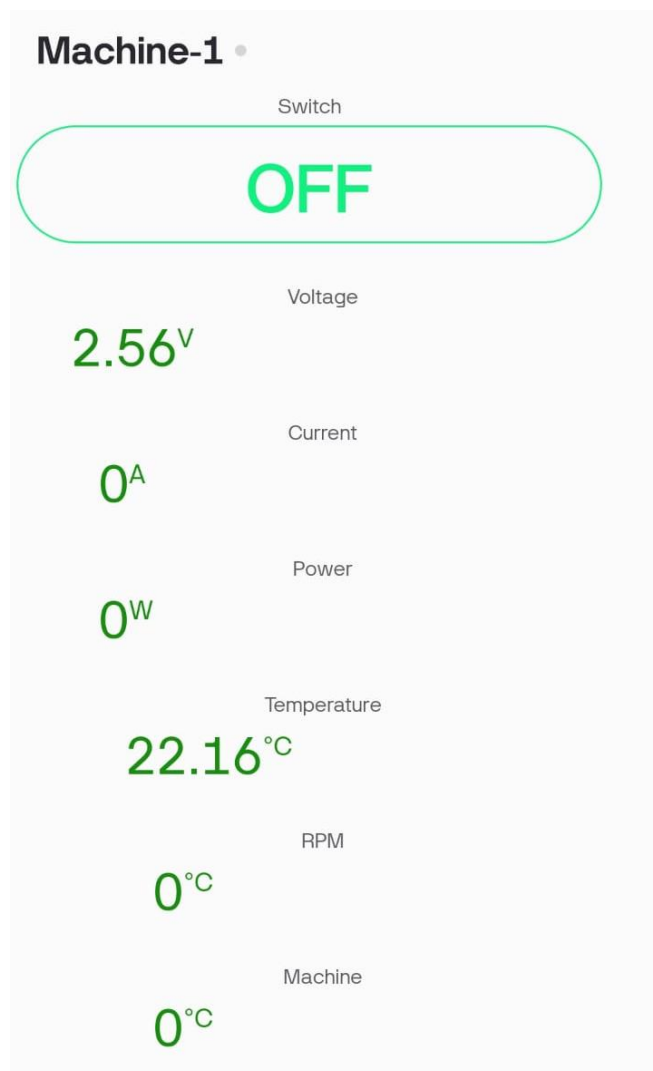 Machine-1
Switch
OFF
Voltage
2.56V
Current
0A
Power
0W
Temperature
22.16°C
RPM
0°C
Machine
0°C